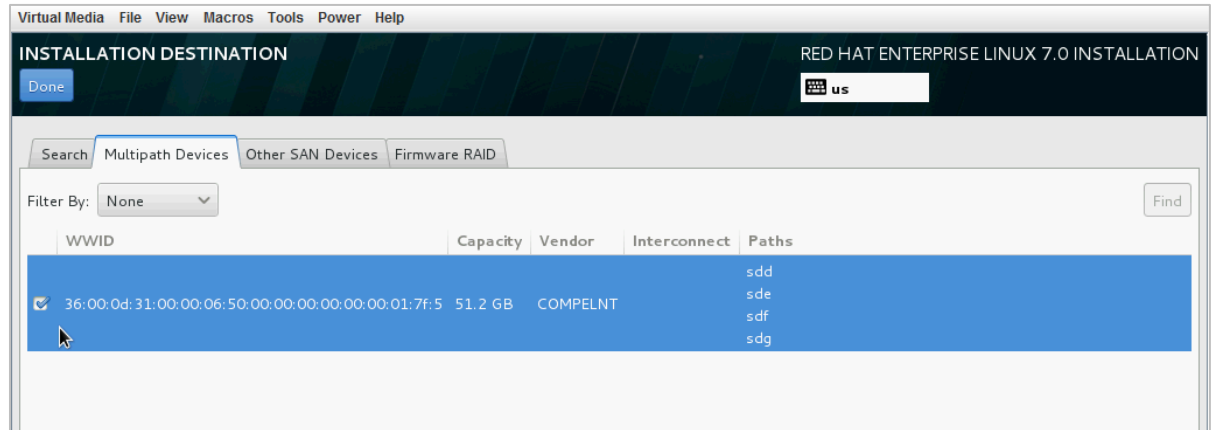 Virtual Media File View Macros Tools Power Help
INSTALLATION DESTINATION
RED HAT ENTERPRISE LINUX 7.0 INSTALLATION
Done
us
Search Multipath Devices Other SAN Devices Firmware RAID
Filter By: None Find
WWID Capacity Vendor Interconnect Paths
36:00:0d:31:00:00:06:50:00:00:00:00:00:00:01:7f:5 51.2 GB COMPELNT
sdd
sde
sdf
sdg